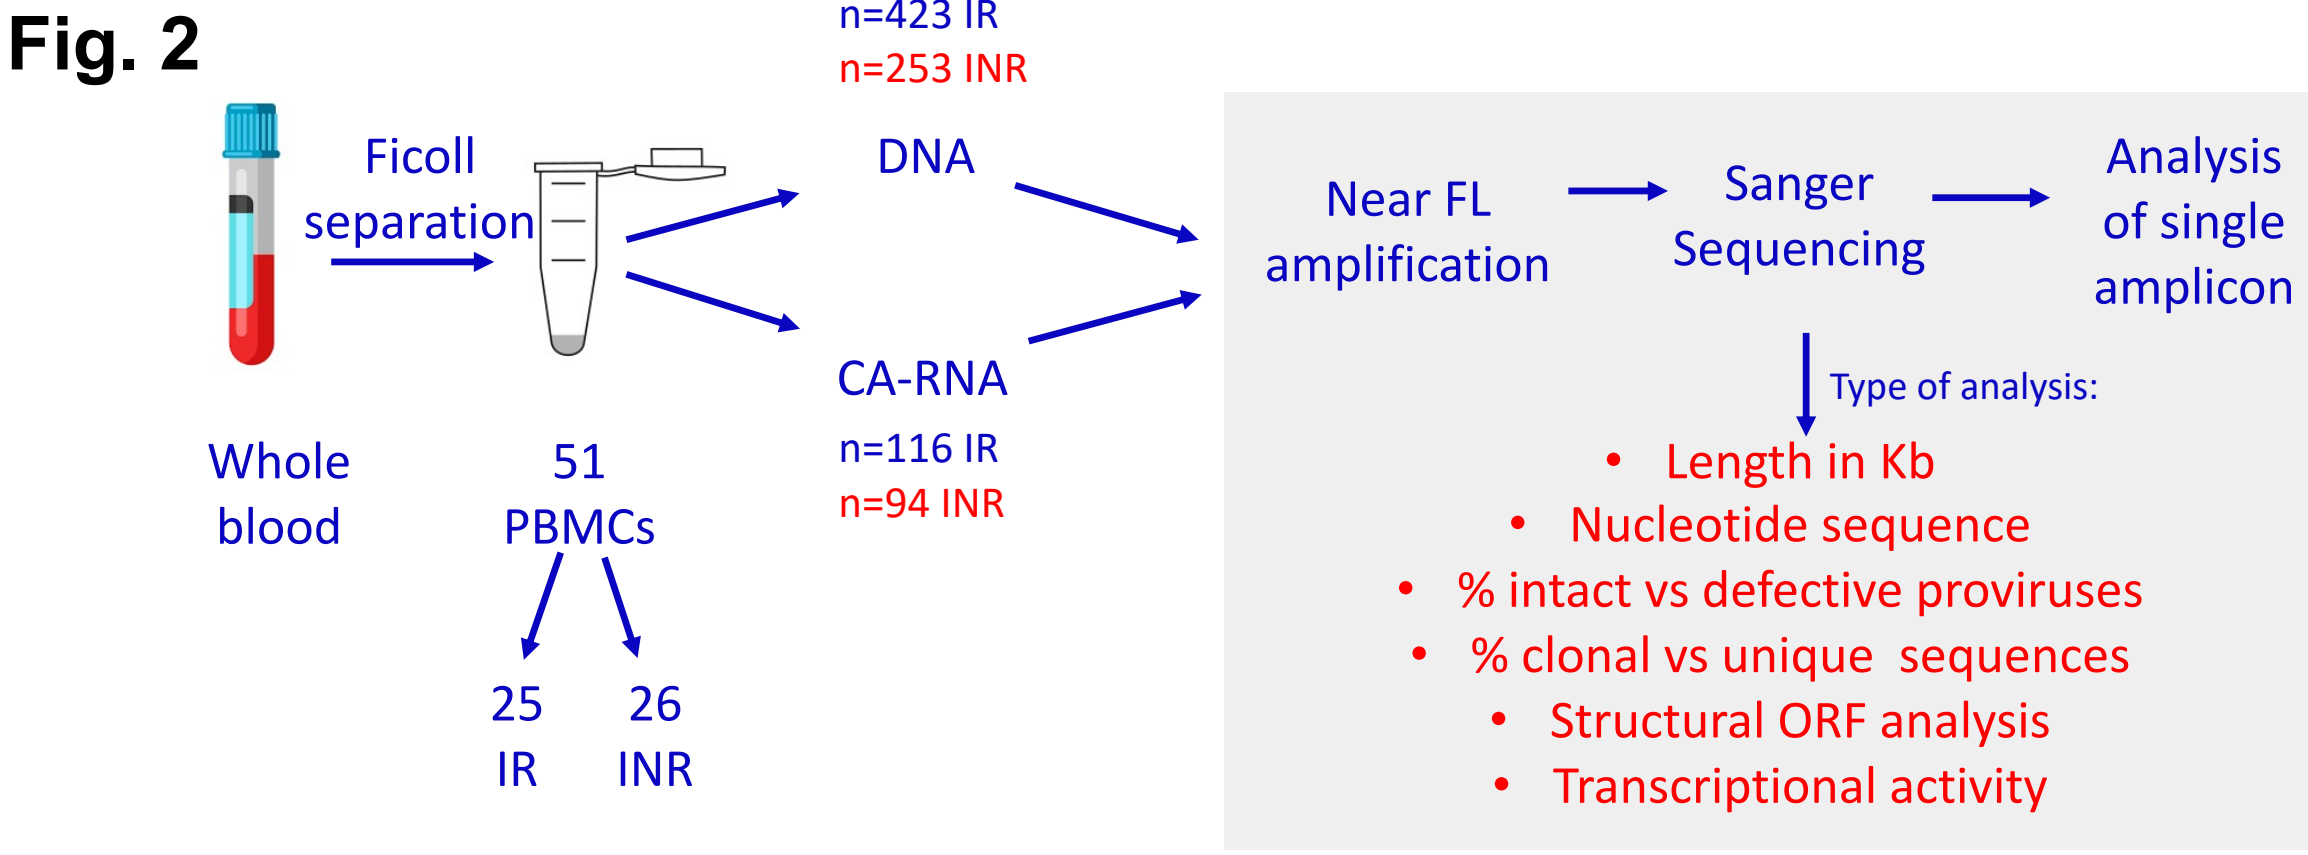 Fig. 2
n=423 IR
n=253 INR
Ficoll
separation
DNA
CA-RNA
n=116 IR
n=94 INR
Whole
blood
51
PBMCs
25
IR
26
INR
Near FL
amplification
Sanger
Sequencing
Analysis
of single
amplicon
Type of analysis:
• Length in Kb
• Nucleotide sequence
• % intact vs defective proviruses
• % clonal vs unique sequences
• Structural ORF analysis
• Transcriptional activity